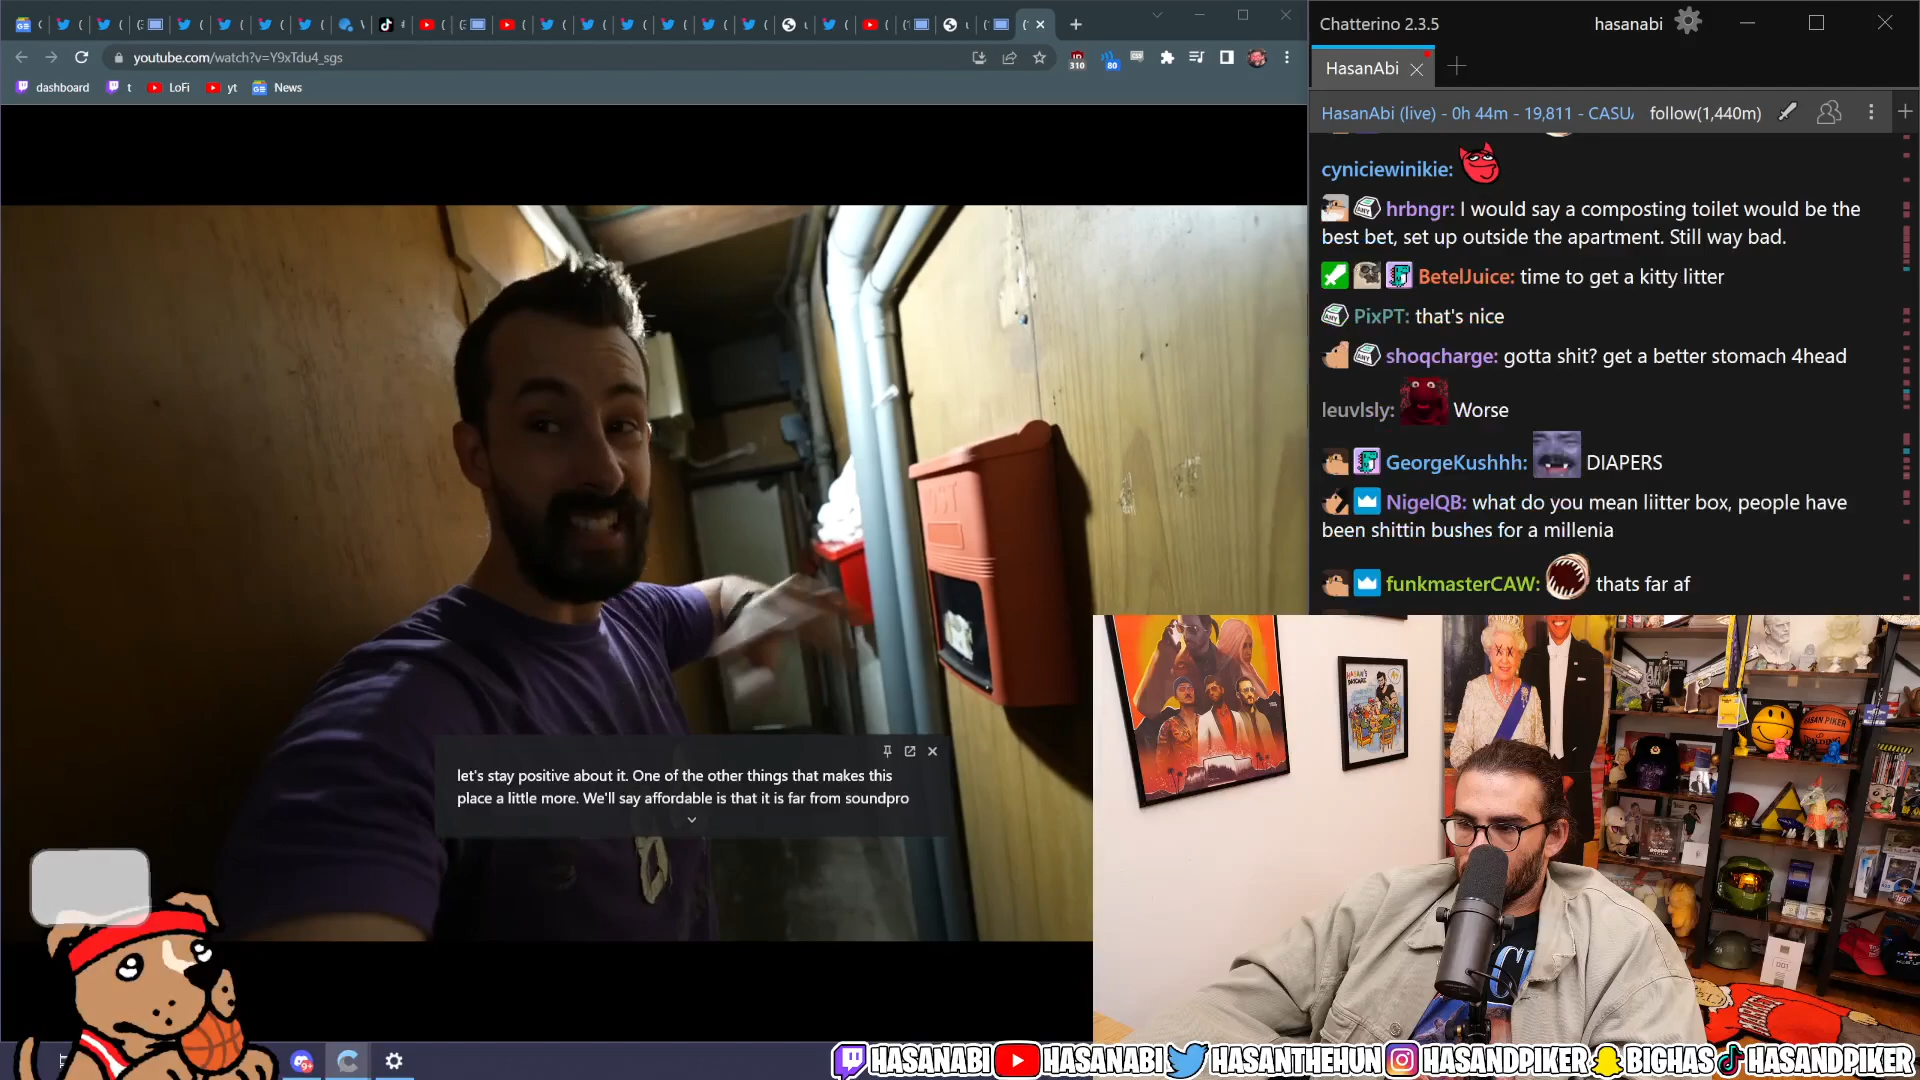 Chatterino 2.3.5
hasanabi
youtube.com/watch?v=Y9xTdu4_sgs
310
80
HasanAbi
dashboard
t
LoFi
yt
News
HasanAbi (live) - 0h 44m - 19,811 - CASU
follow(1,440m)
cyniciewinikie:
hrbngr: I would say a composting toilet would be the
best bet, set up outside the apartment. Still way bad.
BetelJuice: time to get a kitty litter
PixPT: that's nice
shoqcharge: gotta shit? get a better stomach 4head
leuvlsly: Worse
GeorgeKushhh: DIAPERS
NigelQB: what do you mean liitter box, people have
been shittin bushes for a millenia
funkmasterCAW: thats far af
let's stay positive about it. One of the other things that makes this
place a little more. We'll say affordable is that it is far from soundpro
HASANABI HASANABI HASANTHEHUN HASANDPIKER BIGHAS HASANDPIKER